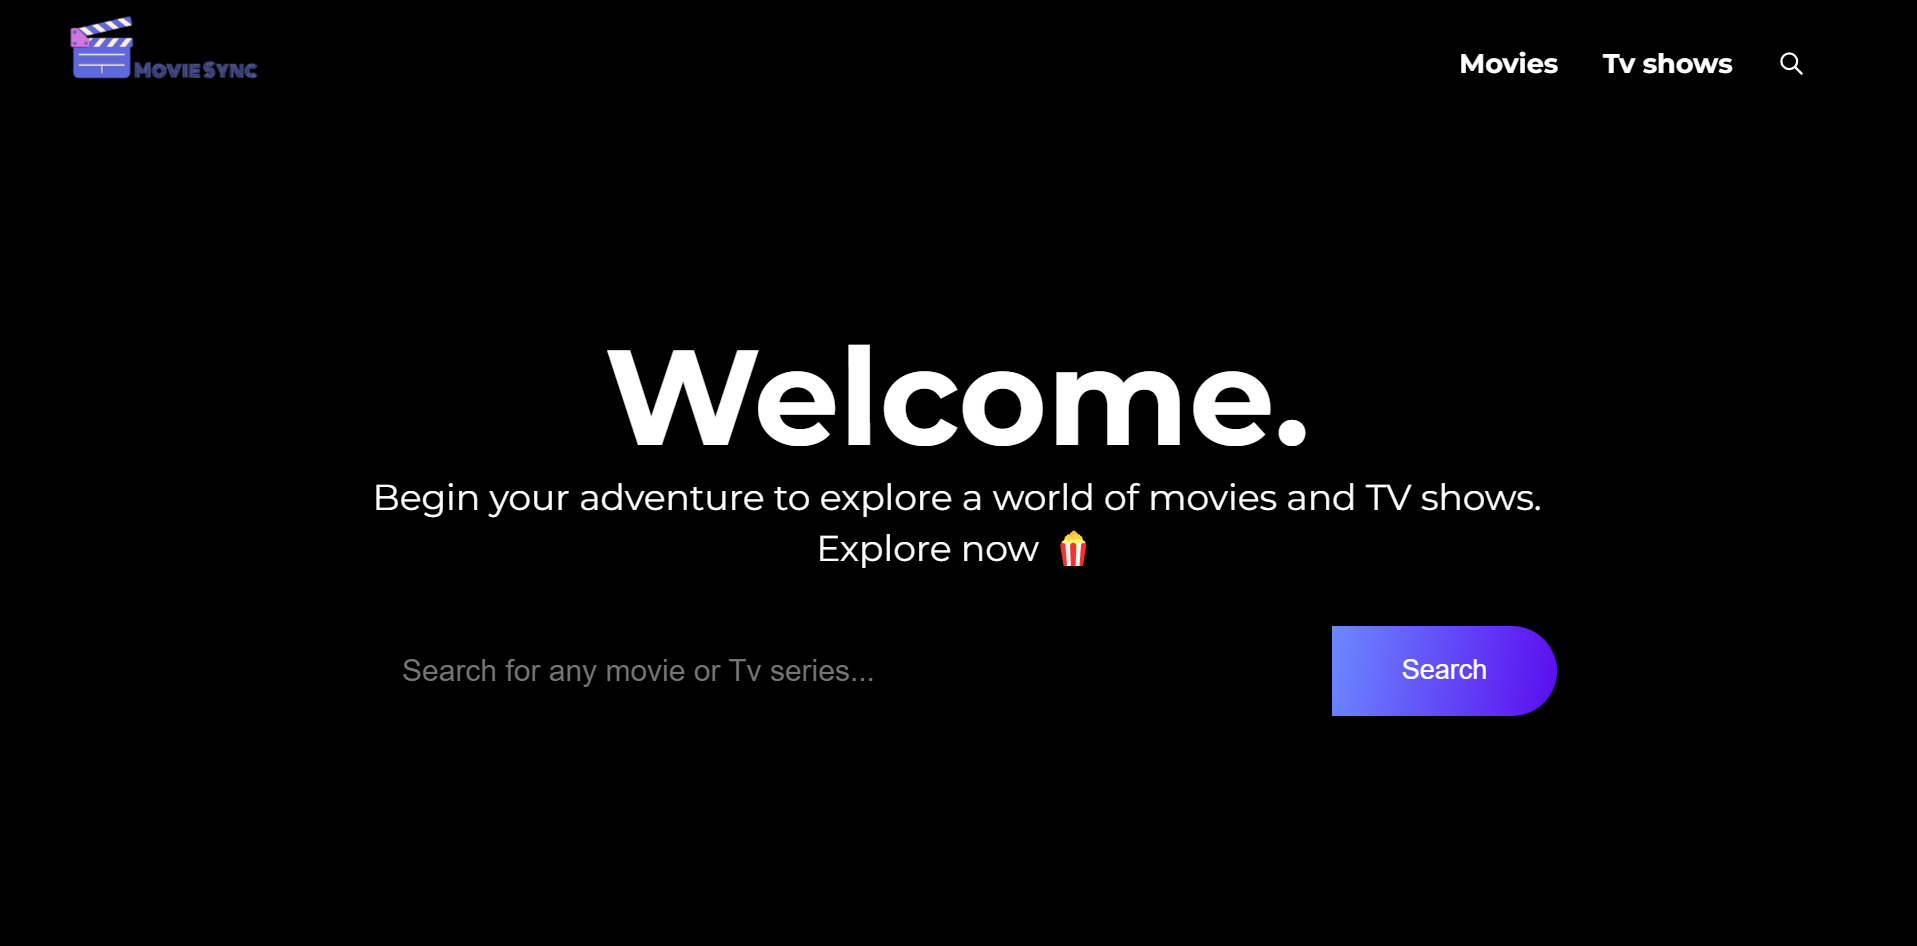 MovieSync
Movies
Tv shows
Welcome.
Begin your adventure to explore a world of movies and TV shows.
Explore now 🍿
Search for any movie or Tv series...
Search